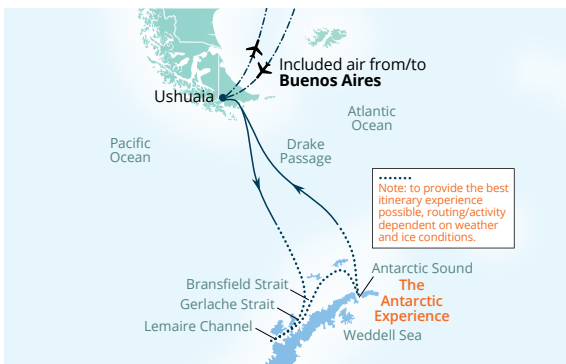 Included air from/to
Buenos Aires
Ushuaia
Atlantic
Ocean
Pacific
Ocean
Drake
Passage
Note: to provide the best
itinerary experience
possible, routing/activity
dependent on weather
and ice conditions.
Antarctic Sound
Bransfield Strait
The
Antarctic
Experience
Gerlache Strait
Lemaire Channel
Weddell Sea